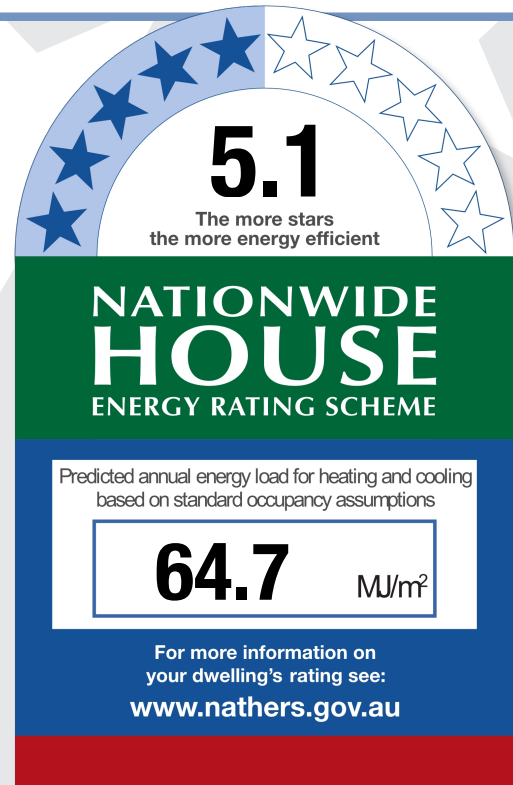 5.1
The more stars
the more energy efficient
NATIONWIDE
HOUSE
ENERGY RATING SCHEME
Predicted annual energy load for heating and cooling
based on standard occupancy assumptions
64.7 MJ/m²
For more information on
your dwelling's rating see:
www.nathers.gov.au